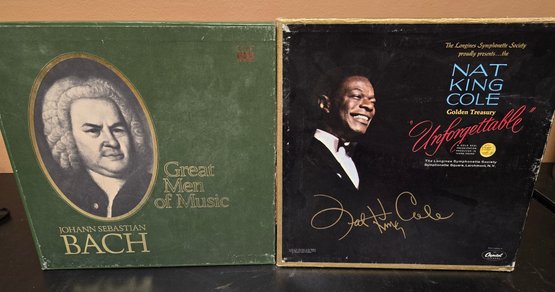 Great
Men
of Music
JOHANN SEBASTIAN
BACH
The Longines Symphonette Society
proudly presents...the
NAT
KING
COLE
Golden Treasury
"Unforgettable"
The Longines Symphonette Society
Symphonette Square, Larchmont, N.Y.
Nat King Cole
Capitol